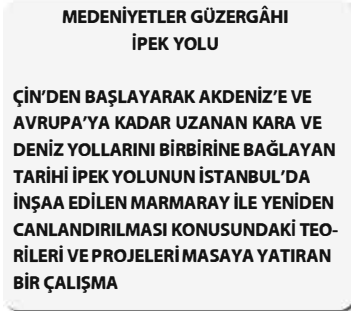 MEDENİYETLER GÜZERGÂHI
İPEK YOLU
ÇİN’DEN BAŞLAYARAK AKDENİZ’E VE
AVRUPA’YA KADAR UZANAN KARA VE
DENİZ YOLLARINI BİRBİRİNE BAĞLAYAN
TARİHİ İPEK YOLUNUN İSTANBUL’DA
İNŞAA EDİLEN MARMARAY İLE YENİDEN
CANLANDIRILMASI KONUSUNDAKİ TEO-
RİLERİ VE PROJELERİ MASAYA YATIRAN
BİR ÇALIŞMA